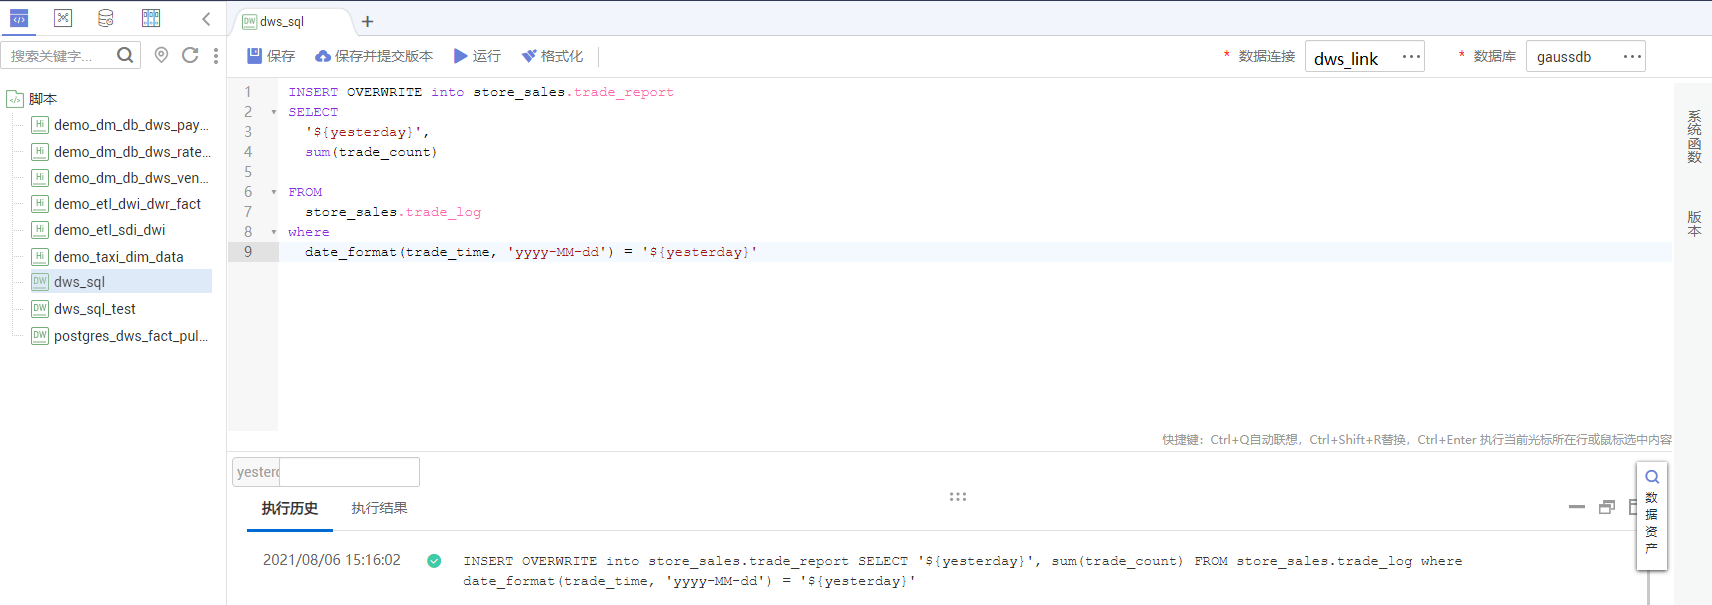 dws_sql
搜索关键字...
保存
保存并提交版本
运行
格式化
* 数据连接
dws_link
* 数据库
gaussdb
脚本
demo_dm_db_dws_pay...
demo_dm_db_dws_rate...
demo_dm_db_dws_ven...
demo_etl_dwi_dwr_fact
demo_etl_sdi_dwi
demo_taxi_dim_data
dws_sql
dws_sql_test
postgres_dws_fact_pul...
1 INSERT OVERWRITE into store_sales.trade_report
2 SELECT
3 '${yesterday}',
4 sum(trade_count)
5
6 FROM
7 store_sales.trade_log
8 where
9 date_format(trade_time, 'yyyy-MM-dd') = '${yesterday}'
系统函数
版本
快捷键：Ctrl+Q自动联想，Ctrl+Shift+R替换，Ctrl+Enter 执行当前光标所在行或鼠标选中内容
yesterd
数据资产
执行历史
执行结果
2021/08/06 15:16:02
INSERT OVERWRITE into store_sales.trade_report SELECT '${yesterday}', sum(trade_count) FROM store_sales.trade_log where
date_format(trade_time, 'yyyy-MM-dd') = '${yesterday}'